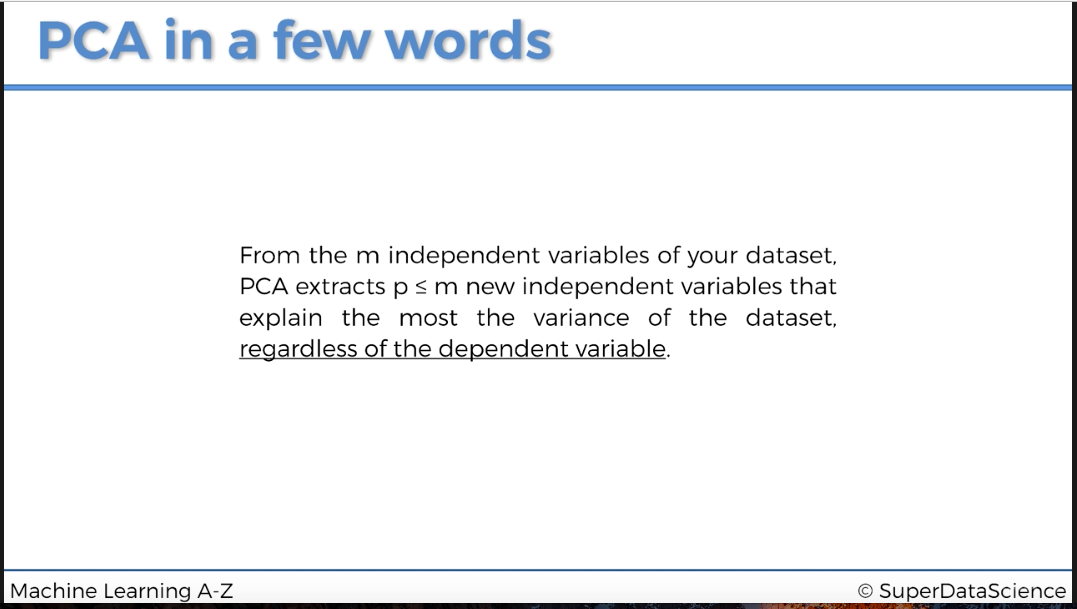 PCA in a few words
From the m independent variables of your dataset,
PCA extracts p ≤ m new independent variables that
explain the most the variance of the dataset,
regardless of the dependent variable.
Machine Learning A-Z
© SuperDataScience